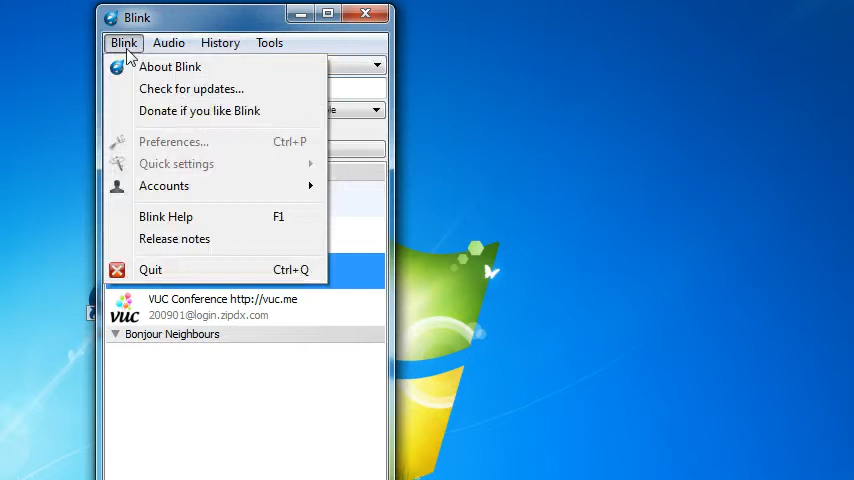 Blink
Blink Audio History Tools
About Blink
Check for updates...
Donate if you like Blink
Preferences... Ctrl+P
Quick settings
Accounts
Blink Help F1
Release notes
Quit Ctrl+Q
VUC Conference http://vuc.me
200901@login.zipdx.com
vuc
Bonjour Neighbours